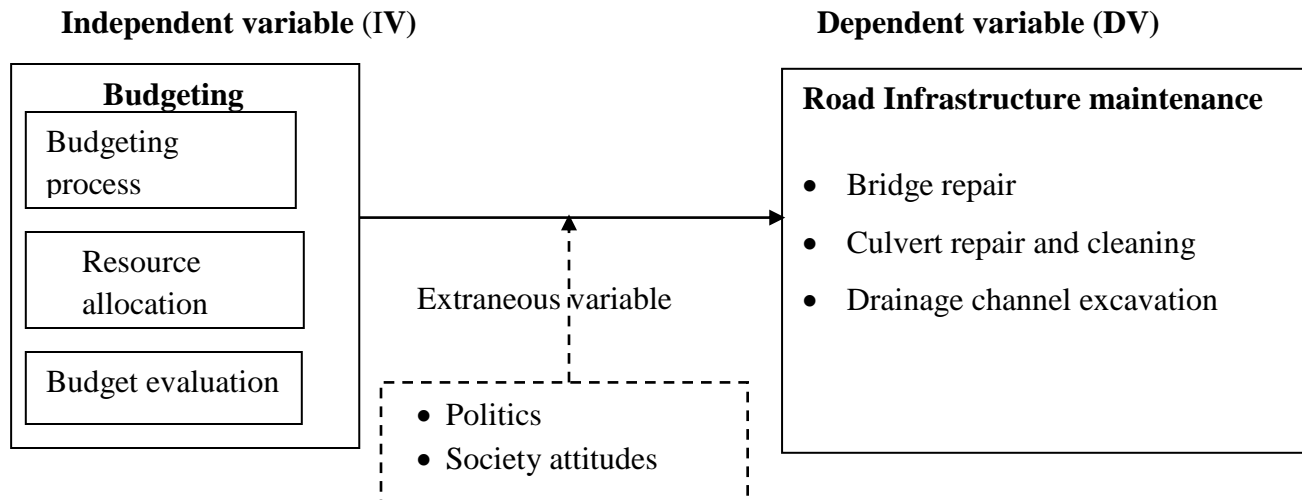 Independent variable (IV)
Dependent variable (DV)
Budgeting
Budgeting
process
Resource
allocation
Budget evaluation
Extraneous variable
• Politics
• Society attitudes
Road Infrastructure maintenance
• Bridge repair
• Culvert repair and cleaning
• Drainage channel excavation